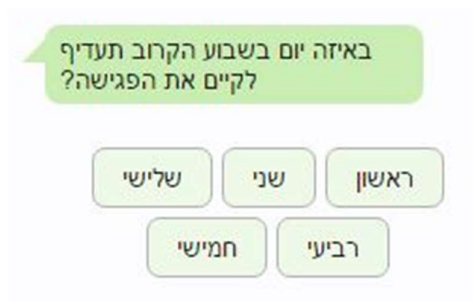 באיזה יום בשבוע הקרוב תעדיף
לקיים את הפגישה?
ראשון שני שלישי
רביעי חמישי